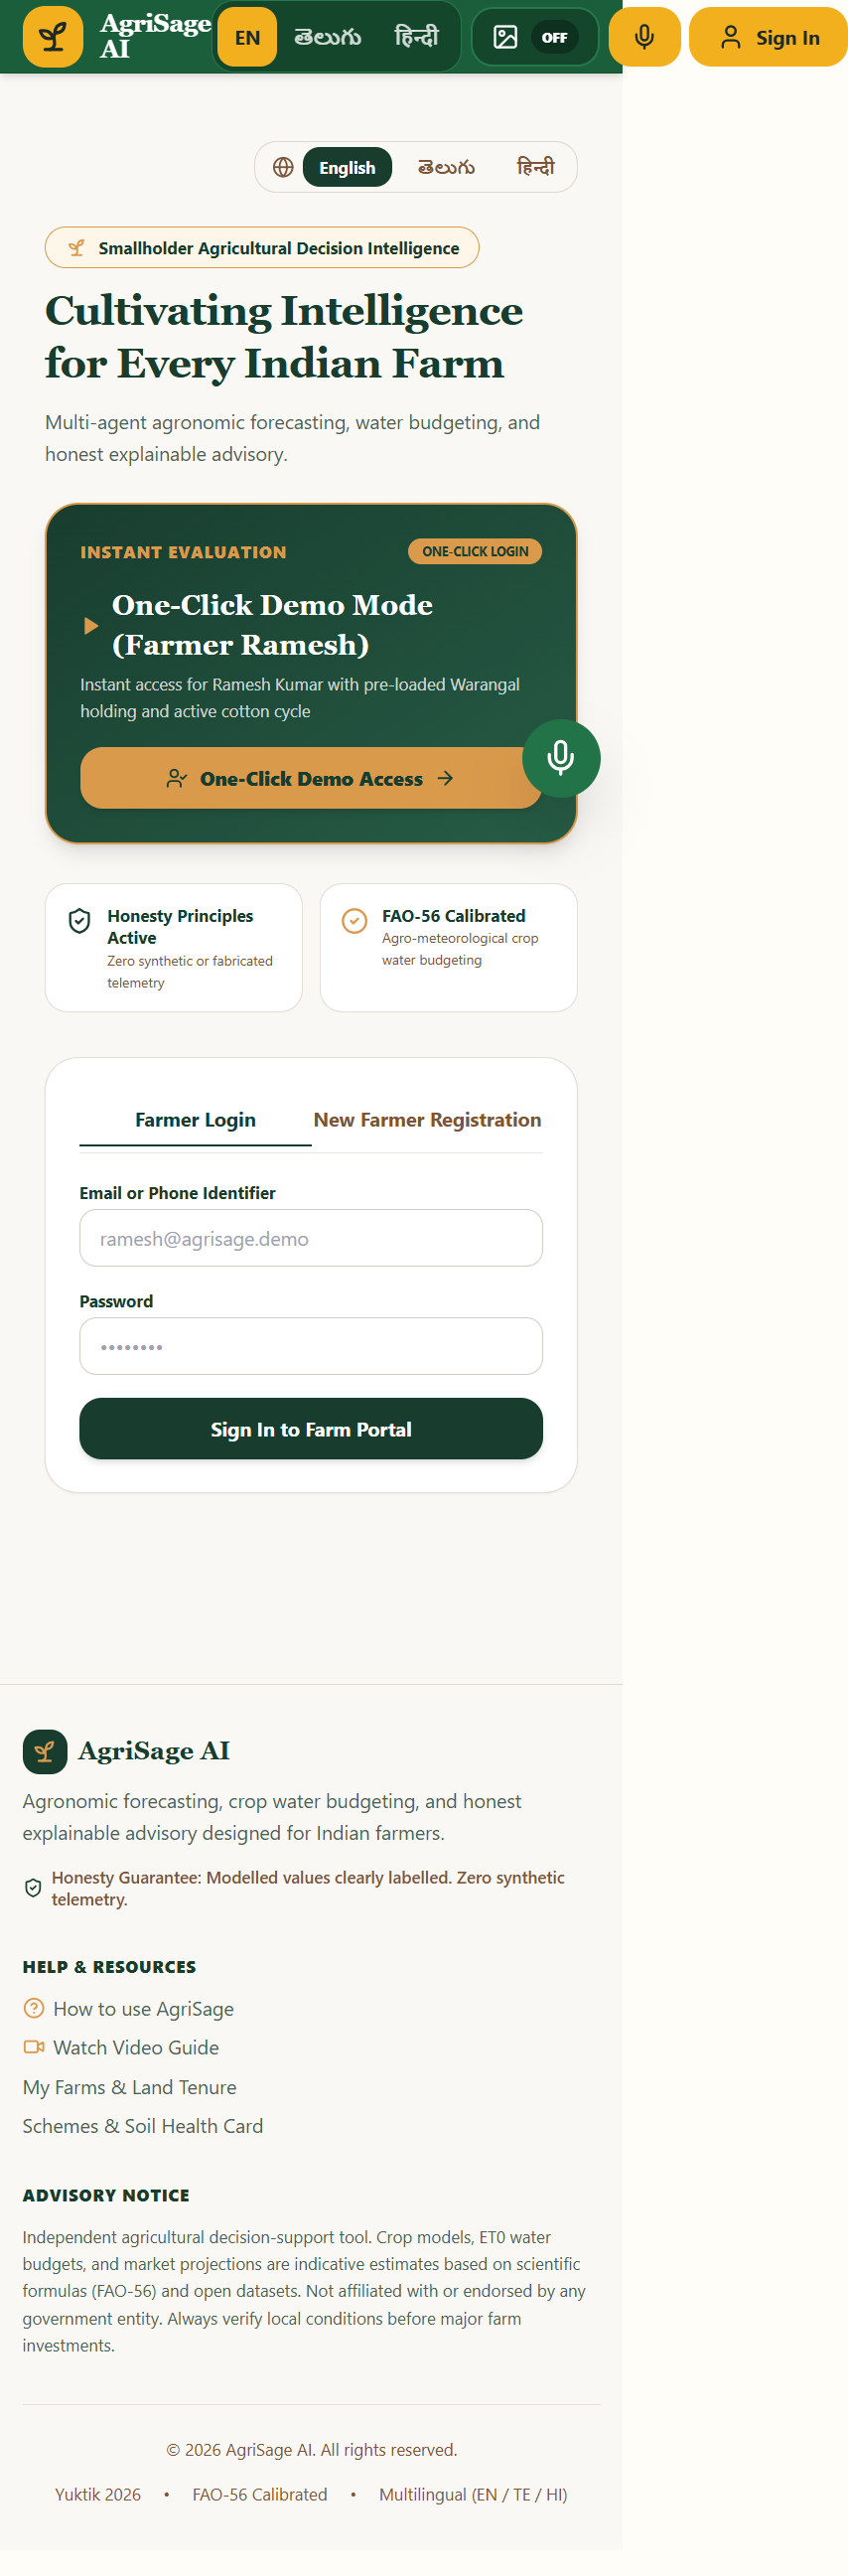 AgriSage
AI
EN
తెలుగు
हिन्दी
OFF
Sign In
English
తెలుగు
हिन्दी
Smallholder Agricultural Decision Intelligence
Cultivating Intelligence
for Every Indian Farm
Multi-agent agronomic forecasting, water budgeting, and
honest explainable advisory.
INSTANT EVALUATION
ONE-CLICK LOGIN
One-Click Demo Mode
(Farmer Ramesh)
Instant access for Ramesh Kumar with pre-loaded Warangal
holding and active cotton cycle
One-Click Demo Access
Honesty Principles
Active
Zero synthetic or fabricated
telemetry
FAO-56 Calibrated
Agro-meteorological crop
water budgeting
Farmer Login
New Farmer Registration
Email or Phone Identifier
ramesh@agrisage.demo
Password
••••••••
Sign In to Farm Portal
AgriSage AI
Agronomic forecasting, crop water budgeting, and honest
explainable advisory designed for Indian farmers.
Honesty Guarantee: Modelled values clearly labelled. Zero synthetic
telemetry.
HELP & RESOURCES
How to use AgriSage
Watch Video Guide
My Farms & Land Tenure
Schemes & Soil Health Card
ADVISORY NOTICE
Independent agricultural decision-support tool. Crop models, ET0 water
budgets, and market projections are indicative estimates based on scientific
formulas (FAO-56) and open datasets. Not affiliated with or endorsed by any
government entity. Always verify local conditions before major farm
investments.
© 2026 AgriSage AI. All rights reserved.
Yuktik 2026 • FAO-56 Calibrated • Multilingual (EN / TE / HI)